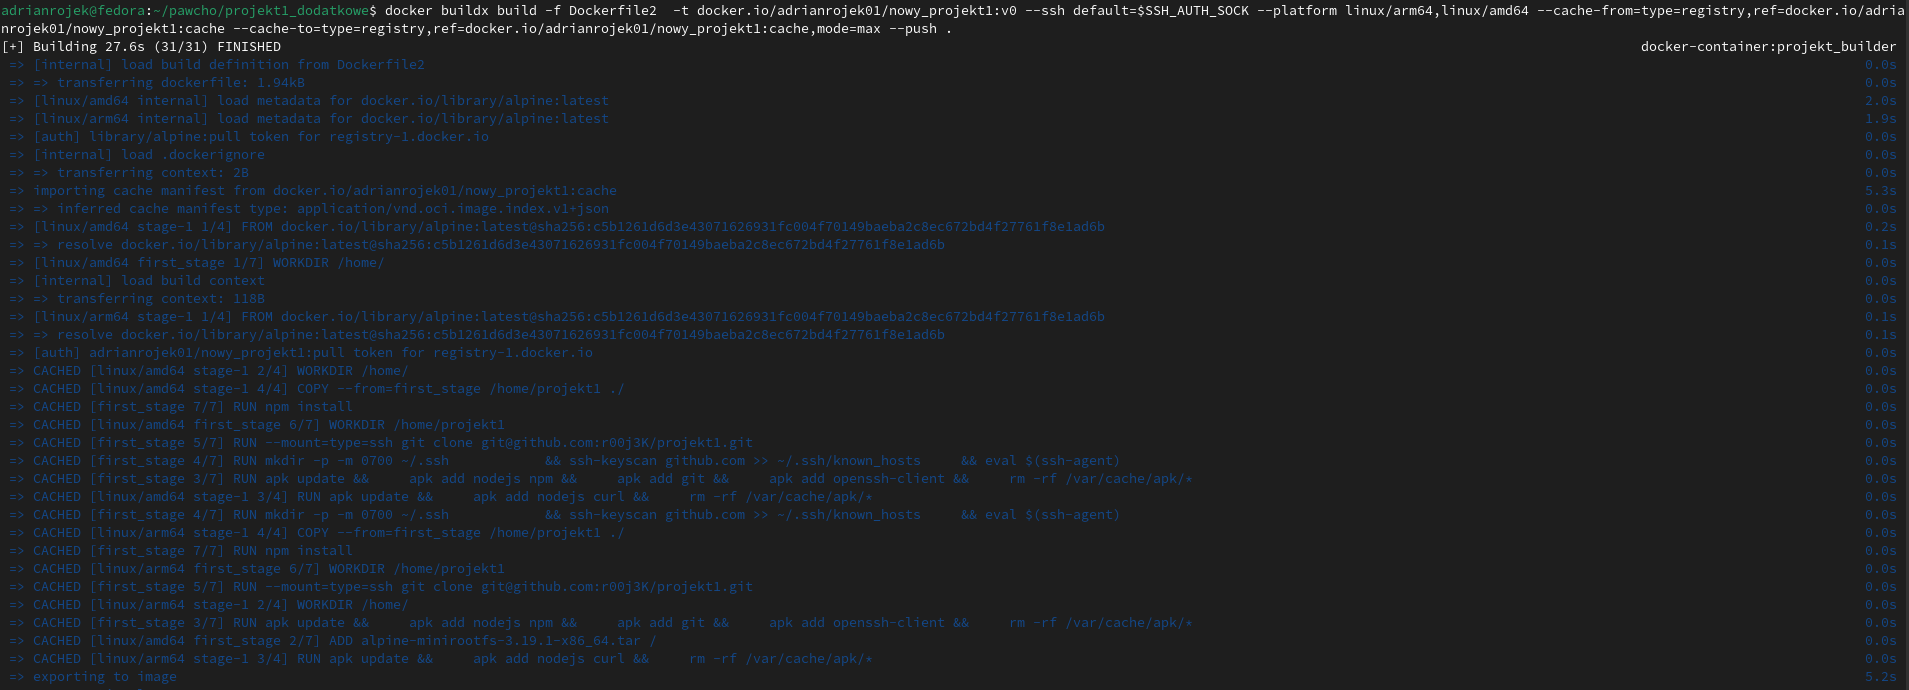 adrianrojek@fedora:~/pawcho/projekt1_dodatkowe$ docker buildx build -f Dockerfile2  -t docker.io/adrianrojek01/nowy_projekt1:v0 --ssh default=$SSH_AUTH_SOCK --platform linux/arm64,linux/amd64 --cache-from=type=registry,ref=docker.io/adria
nrojek01/nowy_projekt1:cache --cache-to=type=registry,ref=docker.io/adrianrojek01/nowy_projekt1:cache,mode=max --push .
[+] Building 27.6s (31/31) FINISHED docker-container:projekt_builder
=> [internal] load build definition from Dockerfile2 0.0s
=> => transferring dockerfile: 1.94kB 0.0s
=> [linux/amd64 internal] load metadata for docker.io/library/alpine:latest 2.0s
=> [linux/arm64 internal] load metadata for docker.io/library/alpine:latest 1.9s
=> [auth] library/alpine:pull token for registry-1.docker.io 0.0s
=> [internal] load .dockerignore 0.0s
=> => transferring context: 2B 0.0s
=> importing cache manifest from docker.io/adrianrojek01/nowy_projekt1:cache 5.3s
=> => inferred cache manifest type: application/vnd.oci.image.index.v1+json 0.0s
=> [linux/amd64 stage-1 1/4] FROM docker.io/library/alpine:latest@sha256:c5b1261d6d3e43071626931fc004f70149baeba2c8ec672bd4f27761f8e1ad6b 0.2s
=> => resolve docker.io/library/alpine:latest@sha256:c5b1261d6d3e43071626931fc004f70149baeba2c8ec672bd4f27761f8e1ad6b 0.1s
=> [linux/amd64 first_stage 1/7] WORKDIR /home/ 0.0s
=> [internal] load build context 0.0s
=> => transferring context: 118B 0.0s
=> [linux/arm64 stage-1 1/4] FROM docker.io/library/alpine:latest@sha256:c5b1261d6d3e43071626931fc004f70149baeba2c8ec672bd4f27761f8e1ad6b 0.1s
=> => resolve docker.io/library/alpine:latest@sha256:c5b1261d6d3e43071626931fc004f70149baeba2c8ec672bd4f27761f8e1ad6b 0.1s
=> [auth] adrianrojek01/nowy_projekt1:pull token for registry-1.docker.io 0.0s
=> CACHED [linux/amd64 stage-1 2/4] WORKDIR /home/ 0.0s
=> CACHED [linux/amd64 stage-1 4/4] COPY --from=first_stage /home/projekt1 ./ 0.0s
=> CACHED [first_stage 7/7] RUN npm install 0.0s
=> CACHED [linux/amd64 first_stage 6/7] WORKDIR /home/projekt1 0.0s
=> CACHED [first_stage 5/7] RUN --mount=type=ssh git clone git@github.com:r00j3K/projekt1.git 0.0s
=> CACHED [first_stage 4/7] RUN mkdir -p -m 0700 ~/.ssh            && ssh-keyscan github.com >> ~/.ssh/known_hosts     && eval $(ssh-agent) 0.0s
=> CACHED [first_stage 3/7] RUN apk update &&     apk add nodejs npm &&     apk add git &&     apk add openssh-client &&     rm -rf /var/cache/apk/* 0.0s
=> CACHED [linux/amd64 stage-1 3/4] RUN apk update &&     apk add nodejs curl &&     rm -rf /var/cache/apk/* 0.0s
=> CACHED [first_stage 4/7] RUN mkdir -p -m 0700 ~/.ssh            && ssh-keyscan github.com >> ~/.ssh/known_hosts     && eval $(ssh-agent) 0.0s
=> CACHED [linux/arm64 stage-1 4/4] COPY --from=first_stage /home/projekt1 ./ 0.0s
=> CACHED [first_stage 7/7] RUN npm install 0.0s
=> CACHED [linux/arm64 first_stage 6/7] WORKDIR /home/projekt1 0.0s
=> CACHED [first_stage 5/7] RUN --mount=type=ssh git clone git@github.com:r00j3K/projekt1.git 0.0s
=> CACHED [linux/arm64 stage-1 2/4] WORKDIR /home/ 0.0s
=> CACHED [first_stage 3/7] RUN apk update &&     apk add nodejs npm &&     apk add git &&     apk add openssh-client &&     rm -rf /var/cache/apk/* 0.0s
=> CACHED [linux/amd64 first_stage 2/7] ADD alpine-minirootfs-3.19.1-x86_64.tar / 0.0s
=> CACHED [linux/arm64 stage-1 3/4] RUN apk update &&     apk add nodejs curl &&     rm -rf /var/cache/apk/* 0.0s
=> exporting to image 5.2s